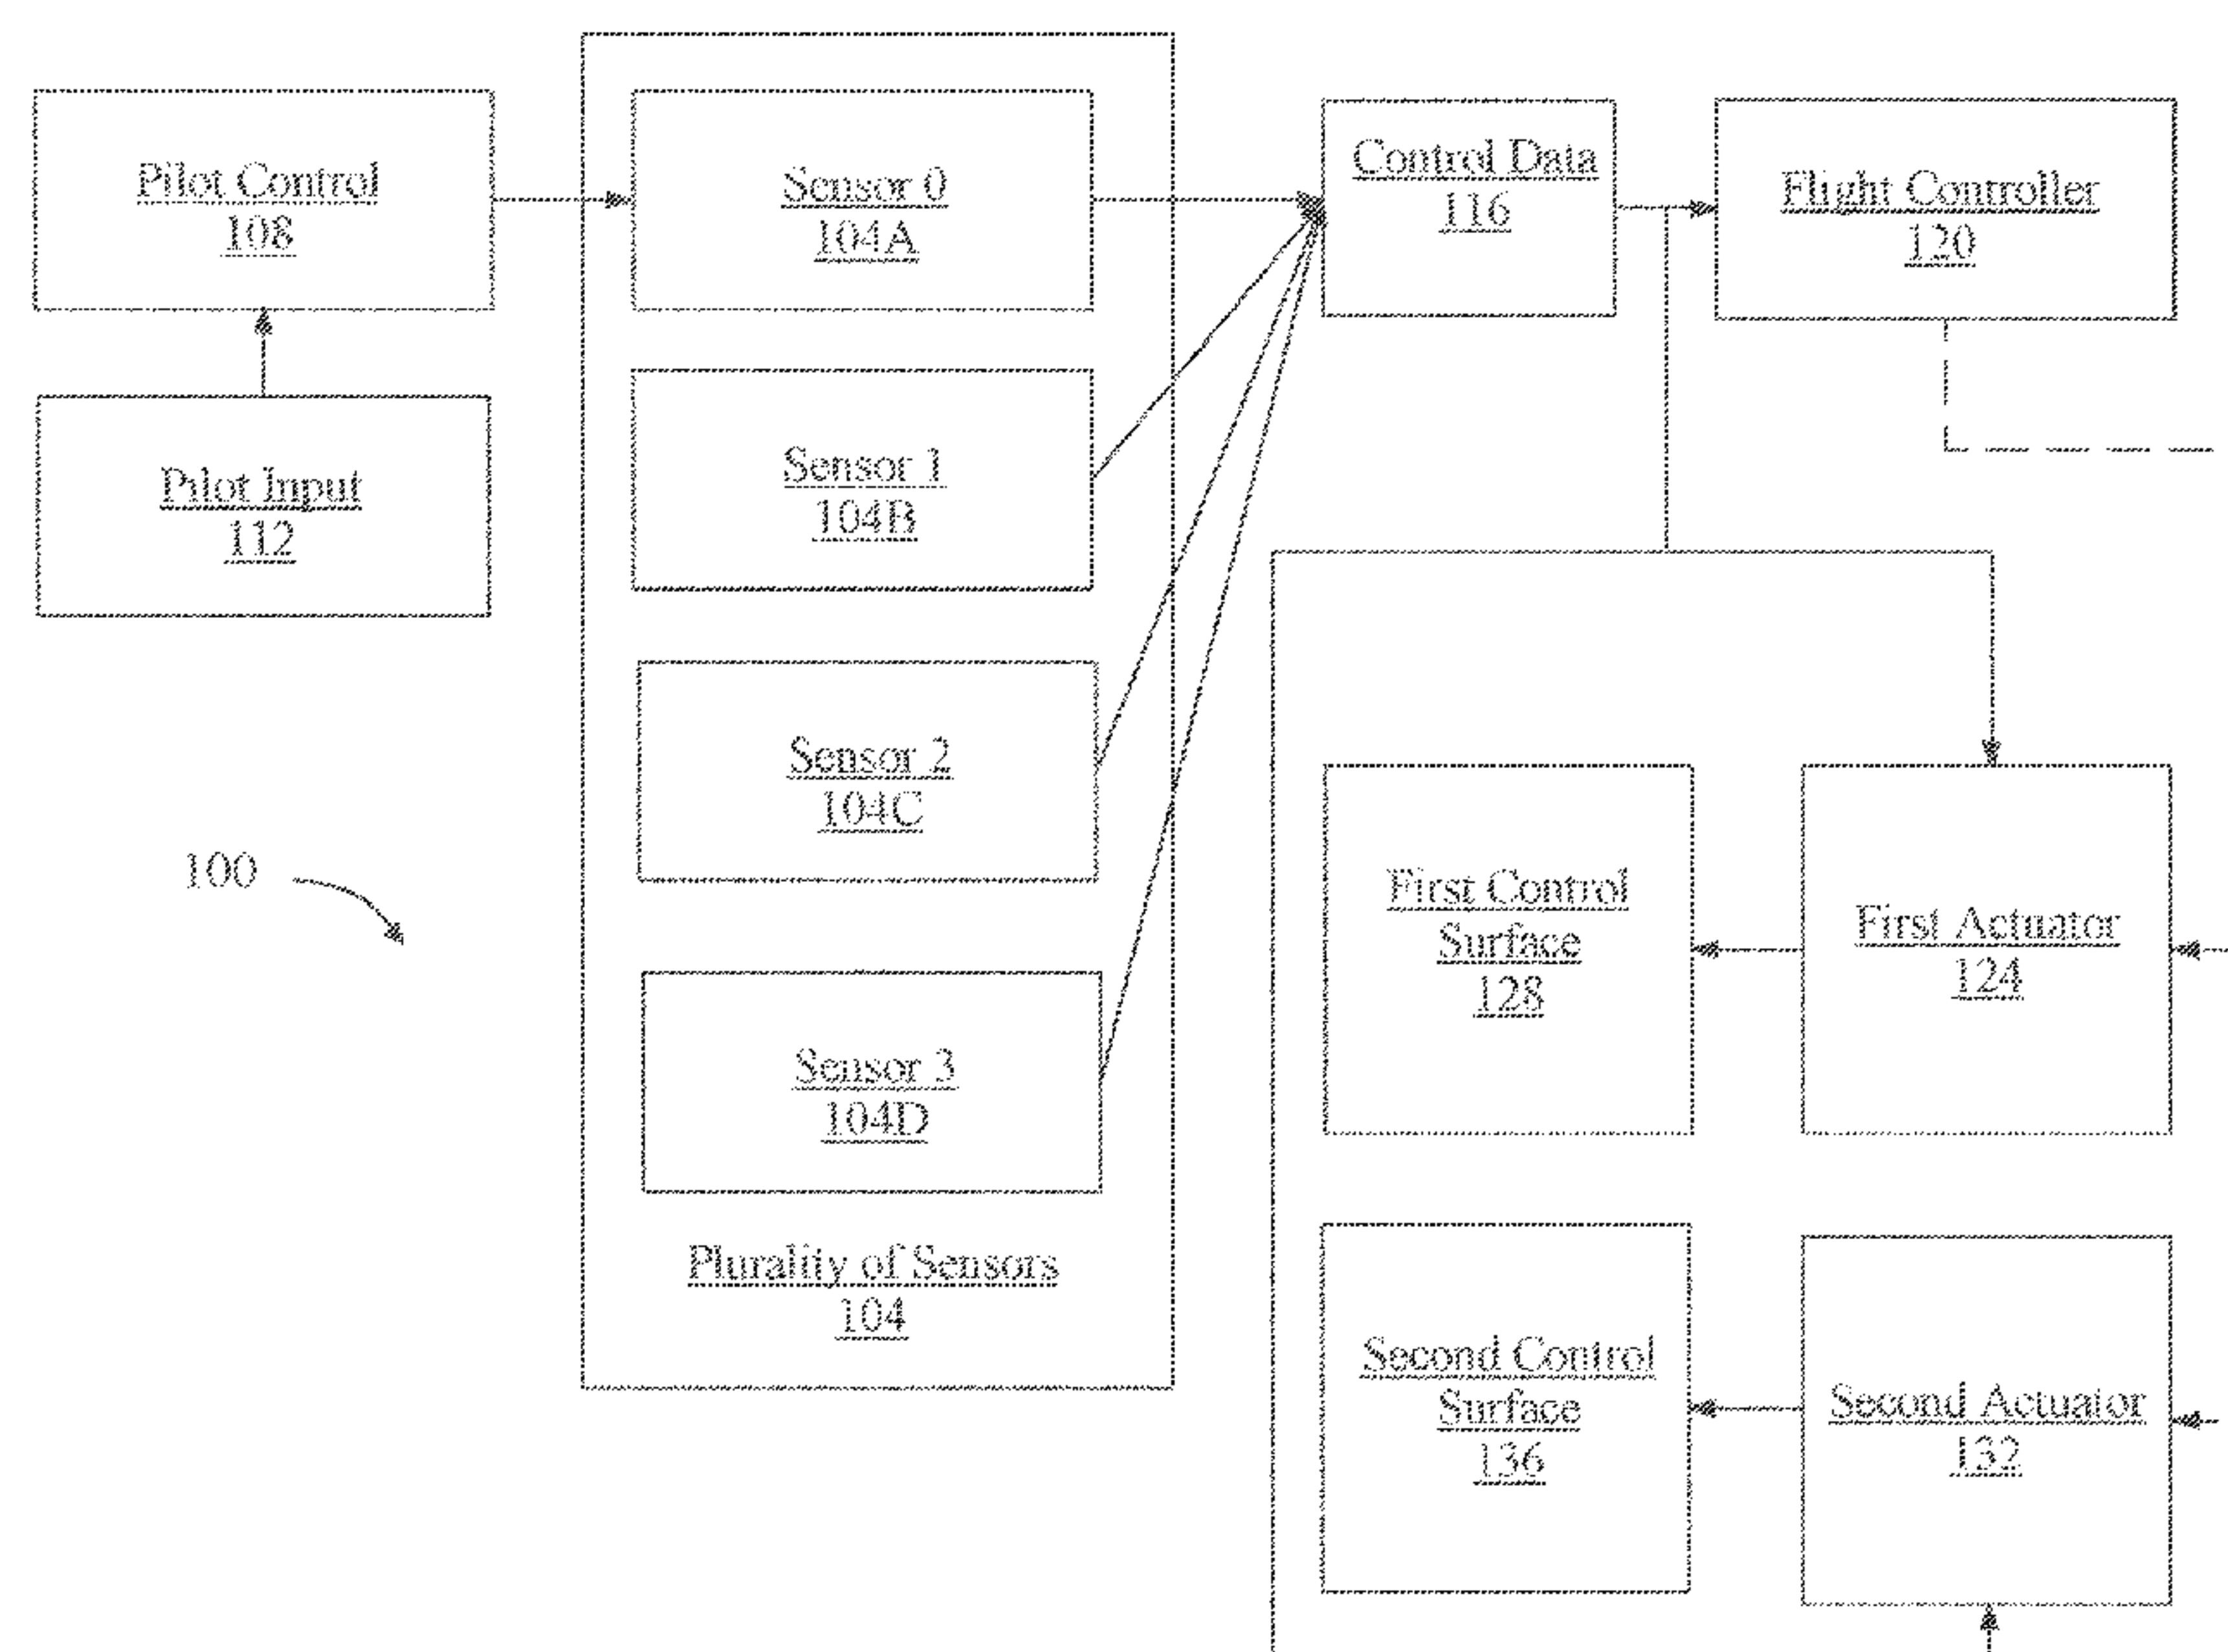 Pilot Control
108
Pilot Input
112
100
Sensor 0
104A
Sensor 1
104B
Sensor 2
104C
Sensor 3
104D
Plurality of Sensors
104
Control Data
116
Flight Controller
120
First Control
Surface
128
First Actuator
124
Second Control
Surface
136
Second Actuator
132